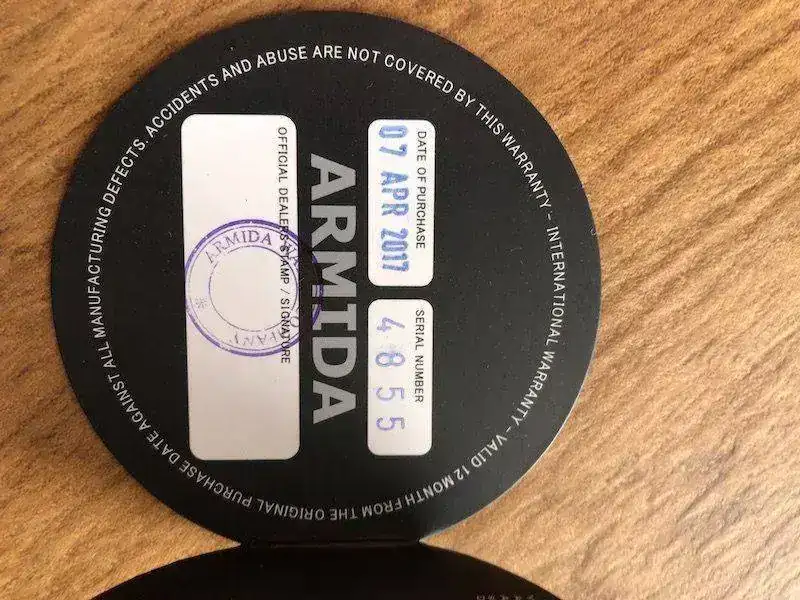 INTERNATIONAL WARRANTY - VALID 12 MONTH FROM THE ORIGINAL PURCHASE DATE AGAINST ALL MANUFACTURING DEFECTS. ACCIDENTS AND ABUSE ARE NOT COVERED BY THIS WARRANTY -
DATE OF PURCHASE
07 APR 2017
SERIAL NUMBER
4855
ARMIDA
OFFICIAL DEALERS STAMP / SIGNATURE
ARMIDA